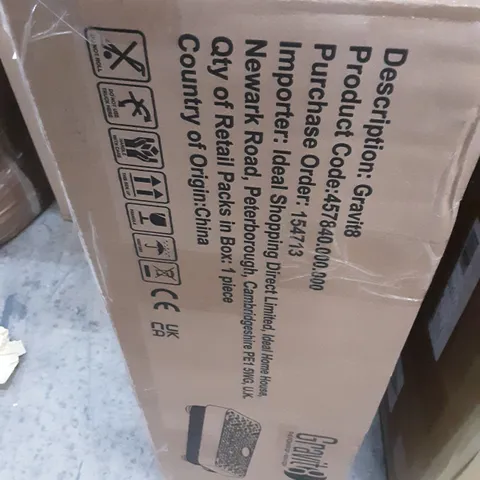 Description: Gravit8
Product Code:457840.000.000
Purchase Order: 154713
Importer: Ideal Shopping Direct Limited, Ideal Home House,
Newark Road, Peterborough, Cambridgeshire PE1 5WG, U.K.
Qty of Retail Packs in Box: 1 piece
Country of Origin:China
CE
UK
CA
Gravit8